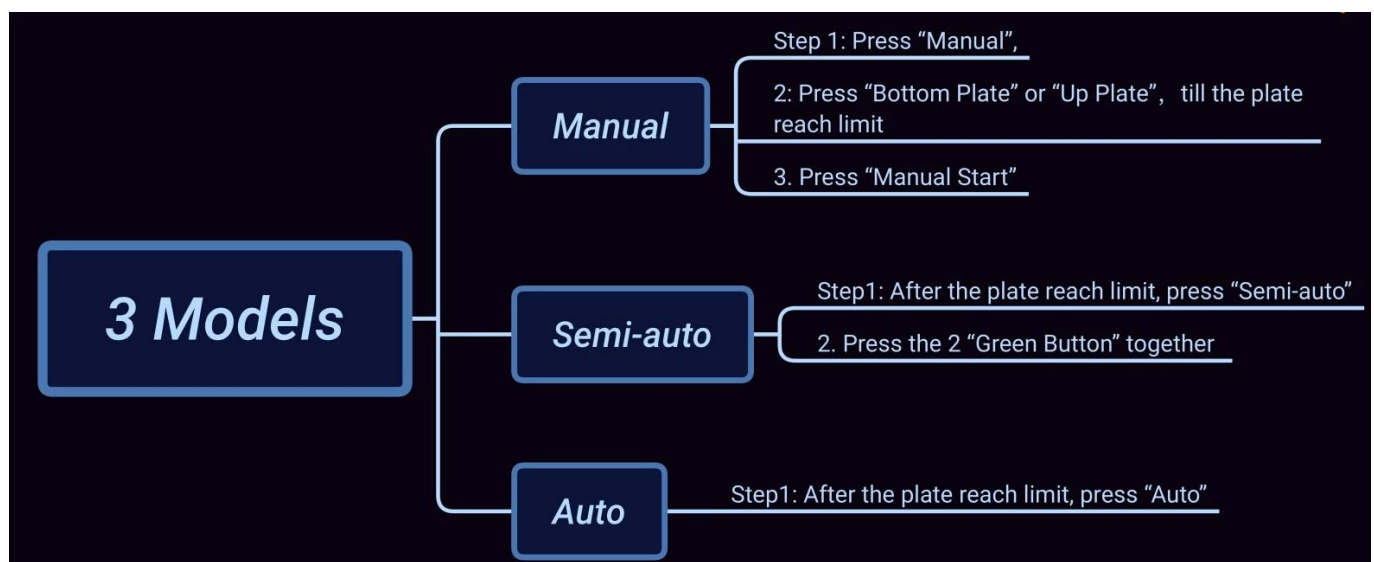 3 Models
Manual
Step 1: Press “Manual”,
2: Press “Bottom Plate” or “Up Plate”，till the plate
reach limit
3. Press “Manual Start”
Semi-auto
Step1: After the plate reach limit, press “Semi-auto”
2. Press the 2 “Green Button” together
Auto
Step1: After the plate reach limit, press “Auto”